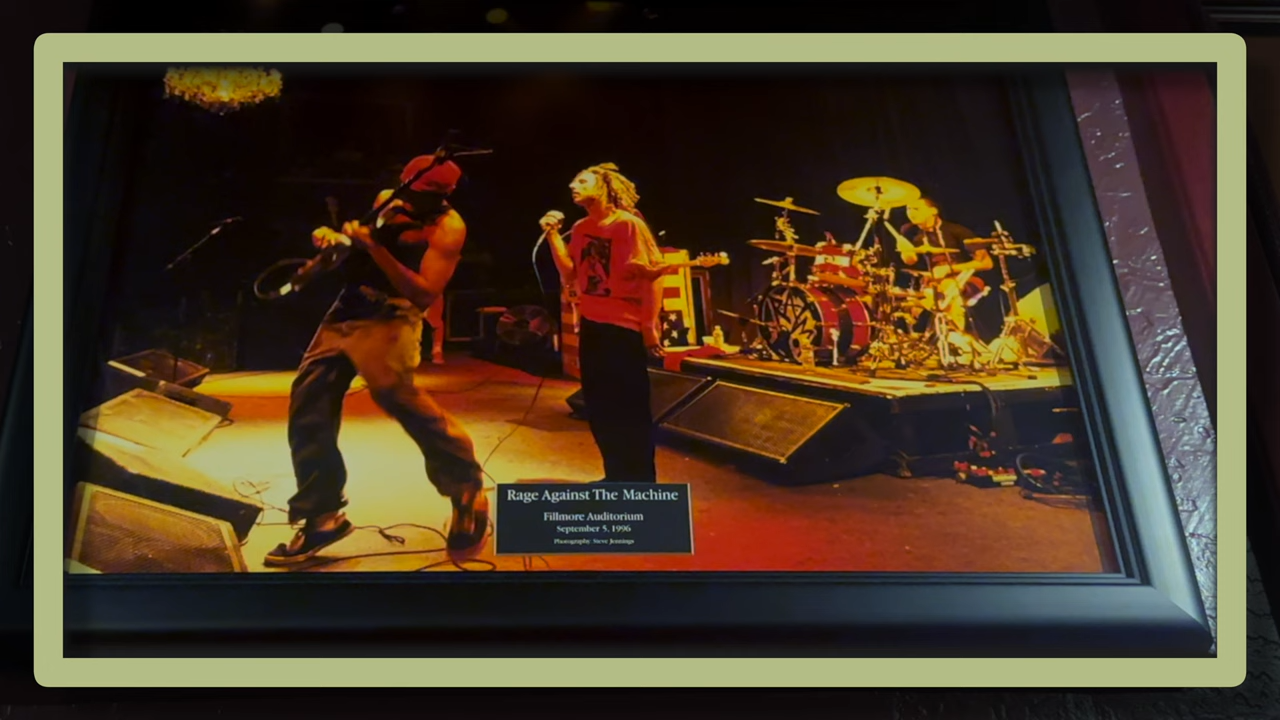 Rage Against The Machine
Fillmore Auditorium
September 5, 1996
Photography: Steve Jennings